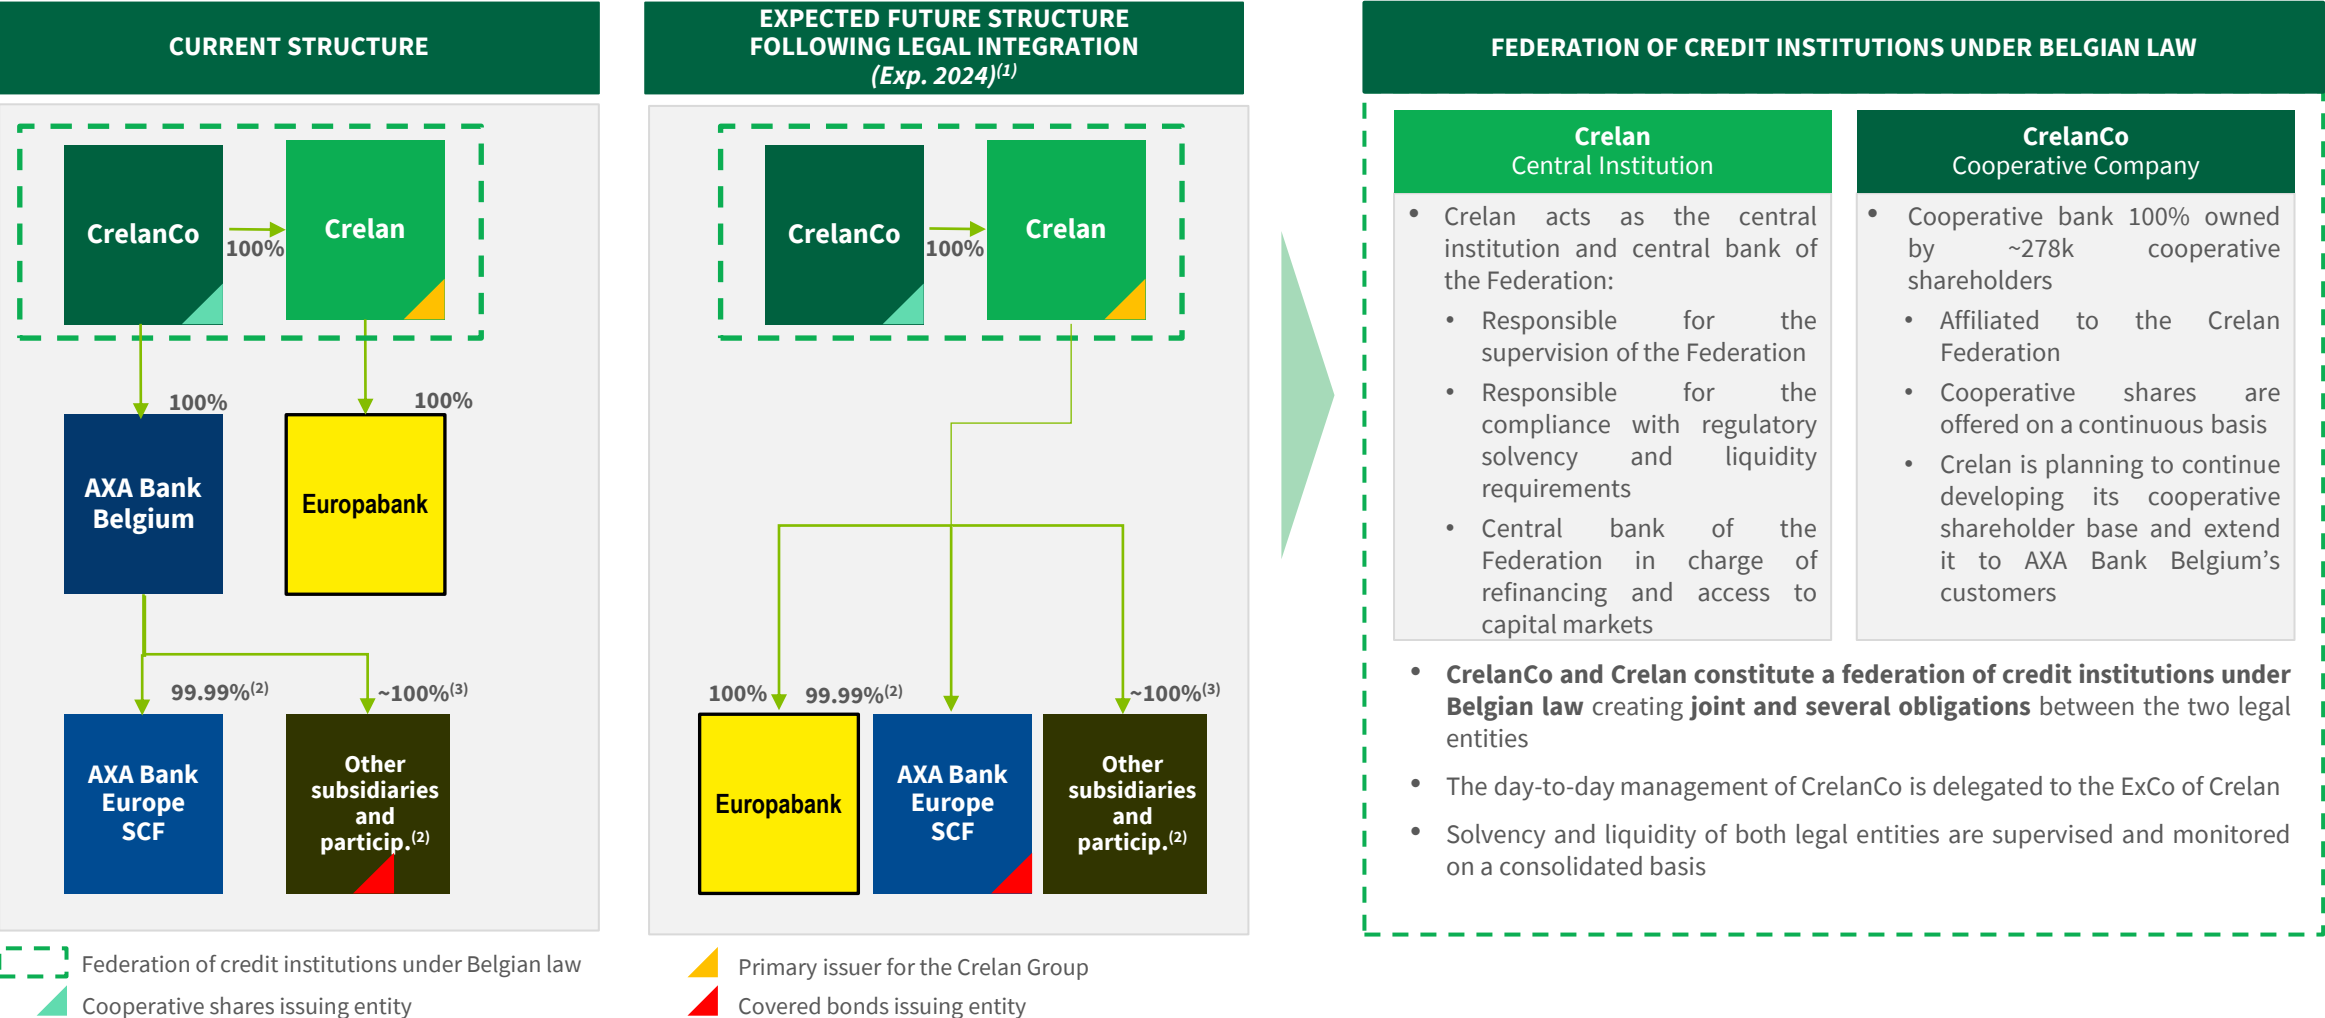 CURRENT STRUCTURE
CrelanCo
100%
Crelan
100%
100%
AXA Bank
Belgium
Europabank
99.99%(2)
~100%(3)
AXA Bank
Europe
SCF
Other
subsidiaries
and
particip.(2)
EXPECTED FUTURE STRUCTURE
FOLLOWING LEGAL INTEGRATION
(Exp. 2024)(1)
CrelanCo
100%
Crelan
100%
99.99%(2)
~100%(3)
Europabank
AXA Bank
Europe
SCF
Other
subsidiaries
and
particip.(2)
FEDERATION OF CREDIT INSTITUTIONS UNDER BELGIAN LAW
Crelan
Central Institution
• Crelan acts as the central
institution and central bank of
the Federation:
• Responsible for the
supervision of the Federation
• Responsible for the
compliance with regulatory
solvency and liquidity
requirements
• Central bank of the
Federation in charge of
refinancing and access to
capital markets
CrelanCo
Cooperative Company
• Cooperative bank 100% owned
by ~278k cooperative
shareholders
• Affiliated to the Crelan
Federation
• Cooperative shares are
offered on a continuous basis
• Crelan is planning to continue
developing its cooperative
shareholder base and extend
it to AXA Bank Belgium’s
customers
• CrelanCo and Crelan constitute a federation of credit institutions under
Belgian law creating joint and several obligations between the two legal
entities
• The day-to-day management of CrelanCo is delegated to the ExCo of Crelan
• Solvency and liquidity of both legal entities are supervised and monitored
on a consolidated basis
Federation of credit institutions under Belgian law
Cooperative shares issuing entity
Primary issuer for the Crelan Group
Covered bonds issuing entity